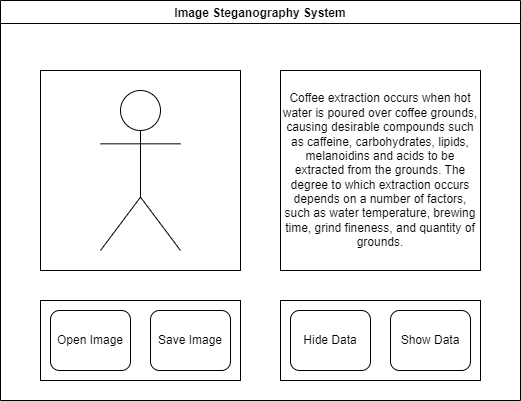 Image Steganography System
Coffee extraction occurs when hot
water is poured over coffee grounds,
causing desirable compounds such
as caffeine, carbohydrates, lipids,
melanoidins and acids to be
extracted from the grounds. The
degree to which extraction occurs
depends on a number of factors,
such as water temperature, brewing
time, grind fineness, and quantity of
grounds.
Open Image
Save Image
Hide Data
Show Data